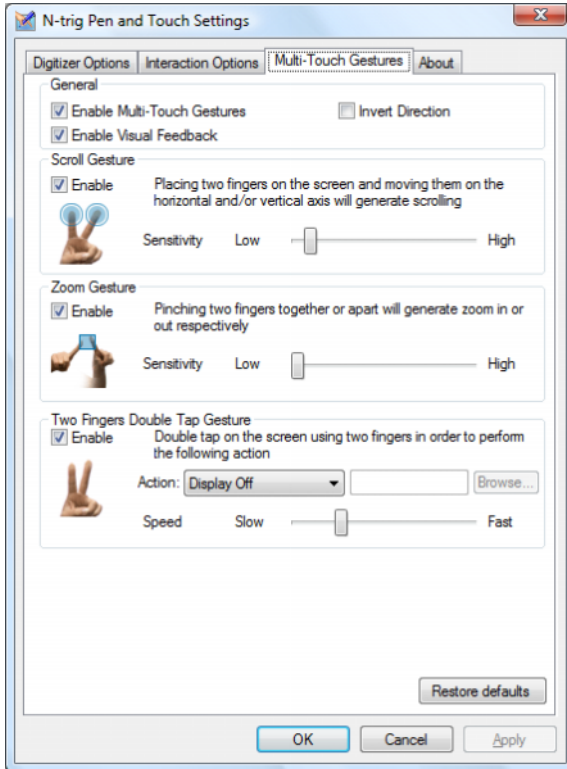 N-trig Pen and Touch Settings
Digitizer Options Interaction Options Multi-Touch Gestures About
General
Enable Multi-Touch Gestures Invert Direction
Enable Visual Feedback
Scroll Gesture
Enable Placing two fingers on the screen and moving them on the
horizontal and/or vertical axis will generate scrolling
Sensitivity Low High
Zoom Gesture
Enable Pinching two fingers together or apart will generate zoom in or
out respectively
Sensitivity Low High
Two Fingers Double Tap Gesture
Enable Double tap on the screen using two fingers in order to perform
the following action
Action: Display Off Browse...
Speed Slow Fast
Restore defaults
OK Cancel Apply